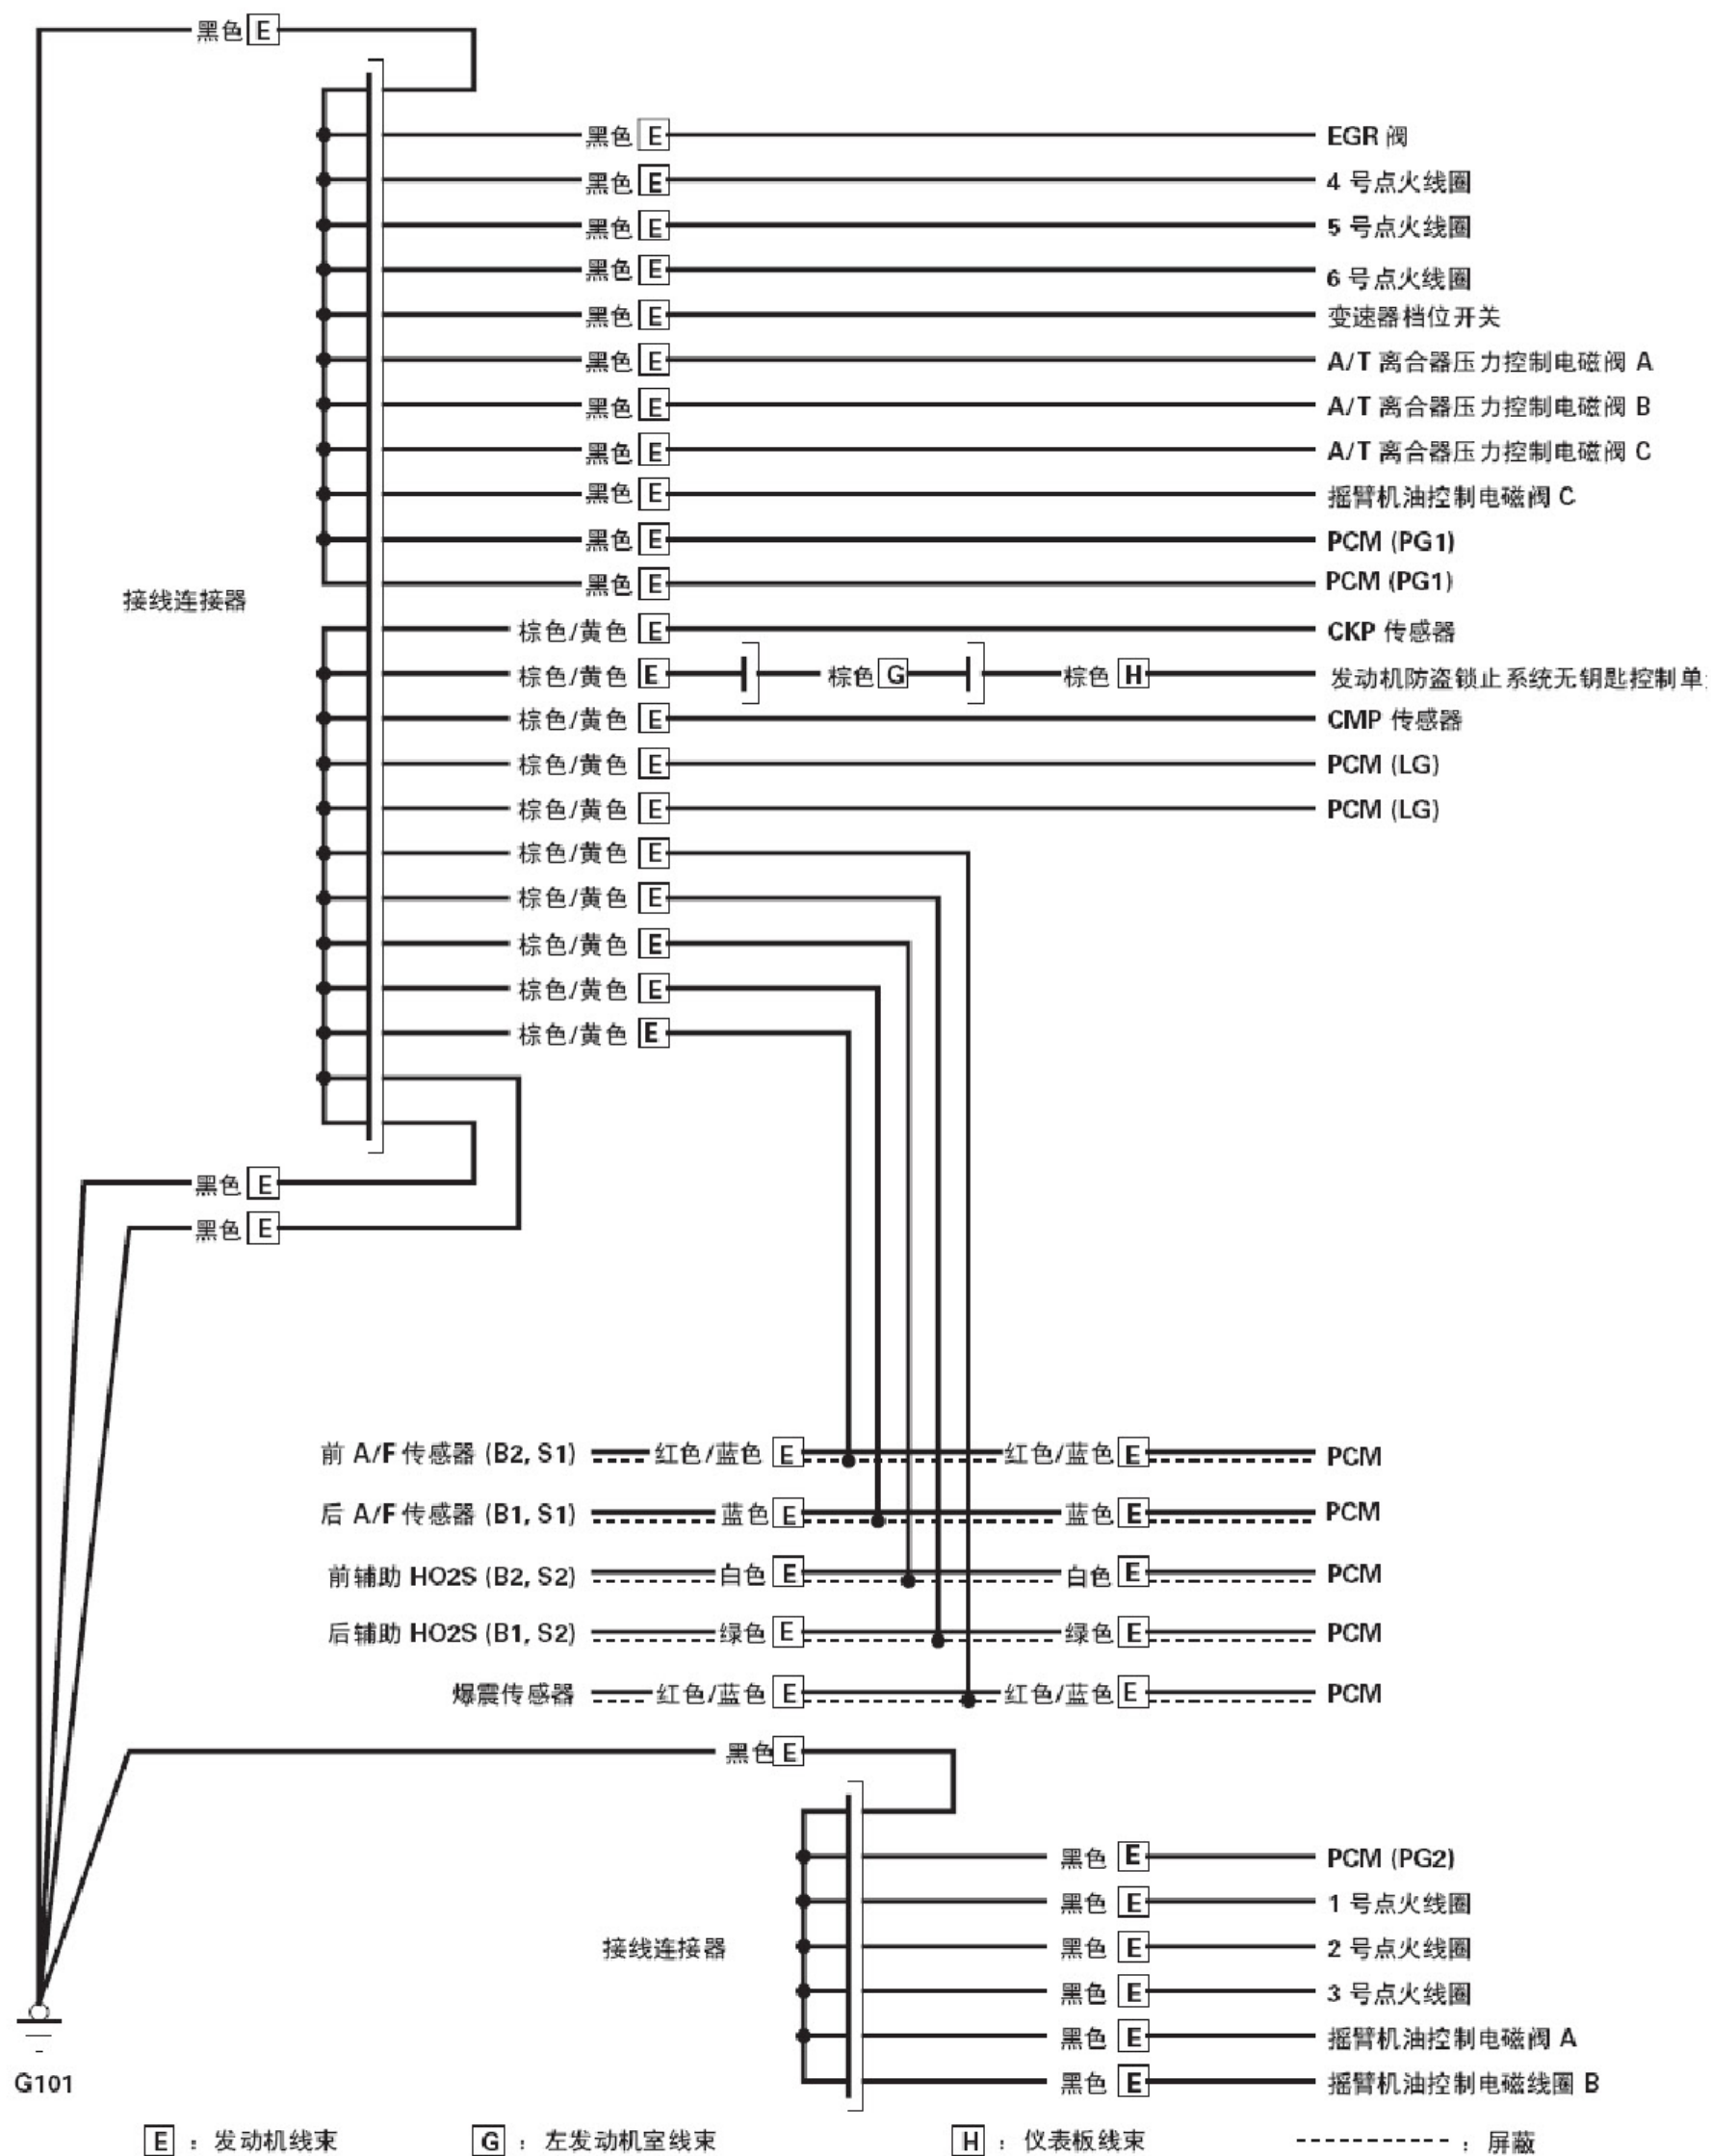 黑色 E
黑色 E EGR 阀
黑色 E 4 号点火线圈
黑色 E 5 号点火线圈
黑色 E 6 号点火线圈
黑色 E 变速器档位开关
黑色 E A/T 离合器压力控制电磁阀 A
黑色 E A/T 离合器压力控制电磁阀 B
黑色 E A/T 离合器压力控制电磁阀 C
黑色 E 摇臂机油控制电磁阀 C
黑色 E PCM (PG1)
黑色 E PCM (PG1)
接线连接器
棕色/黄色 E CKP 传感器
棕色/黄色 E 棕色 G 棕色 H 发动机防盗锁止系统无钥匙控制单
棕色/黄色 E CMP 传感器
棕色/黄色 E PCM (LG)
棕色/黄色 E PCM (LG)
棕色/黄色 E
棕色/黄色 E
棕色/黄色 E
棕色/黄色 E
棕色/黄色 E
黑色 E
黑色 E
前 A/F 传感器 (B2, S1) 红色/蓝色 E 红色/蓝色 E PCM
后 A/F 传感器 (B1, S1) 蓝色 E 蓝色 E PCM
前辅助 HO2S (B2, S2) 白色 E 白色 E PCM
后辅助 HO2S (B1, S2) 绿色 E 绿色 E PCM
爆震传感器 红色/蓝色 E 红色/蓝色 E PCM
黑色 E
黑色 E PCM (PG2)
黑色 E 1 号点火线圈
接线连接器 黑色 E 2 号点火线圈
黑色 E 3 号点火线圈
黑色 E 摇臂机油控制电磁阀 A
黑色 E 摇臂机油控制电磁线圈 B
G101
E ：发动机线束 G ：左发动机室线束 H ：仪表板线束 ：屏蔽